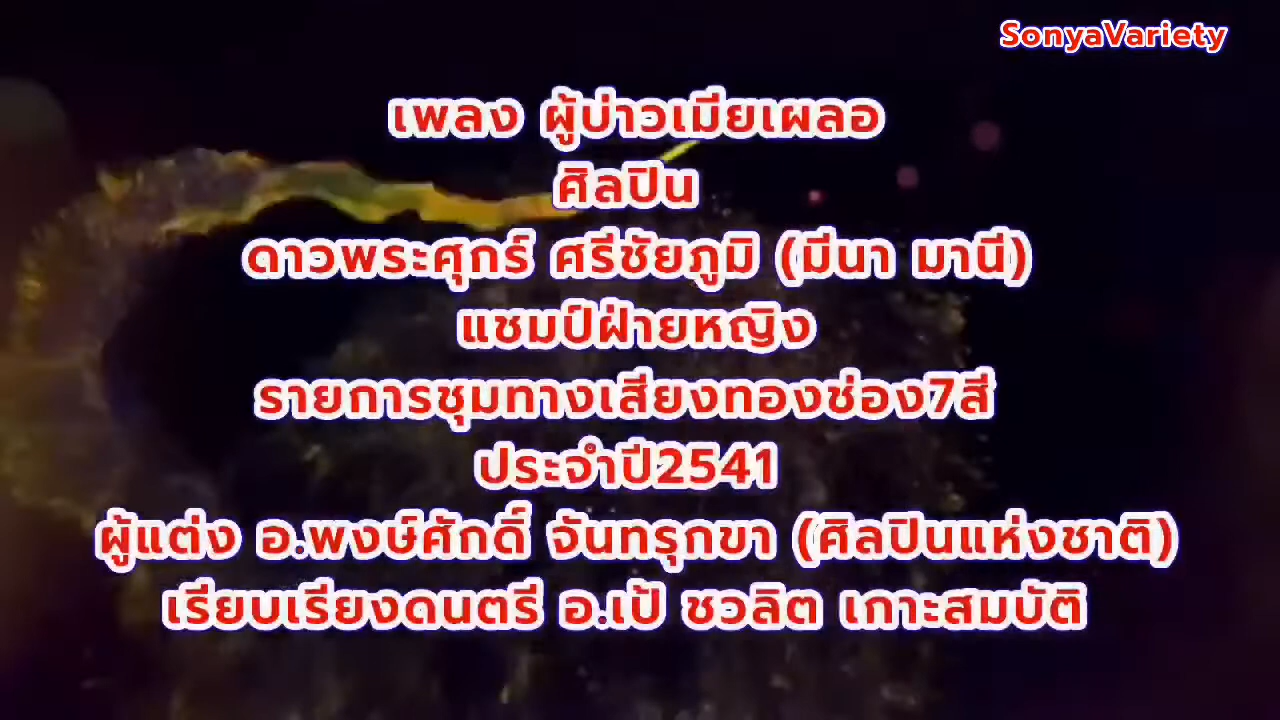 SonyaVariety
เพลง ผู้บ่าวเมียเผลอ
ศิลปิน
ดาวพระศุกร์ ศรีชัยภูมิ (มีนา มานี)
แชมป์ฝ่ายหญิง
รายการชุมทางเสียงทองช่อง7สี
ประจำปี2541
ผู้แต่ง อ.พงษ์ศักดิ์ จันทรุกขา (ศิลปินแห่งชาติ)
เรียบเรียงดนตรี อ.เป้ ชวลิต เกาะสมบัติ